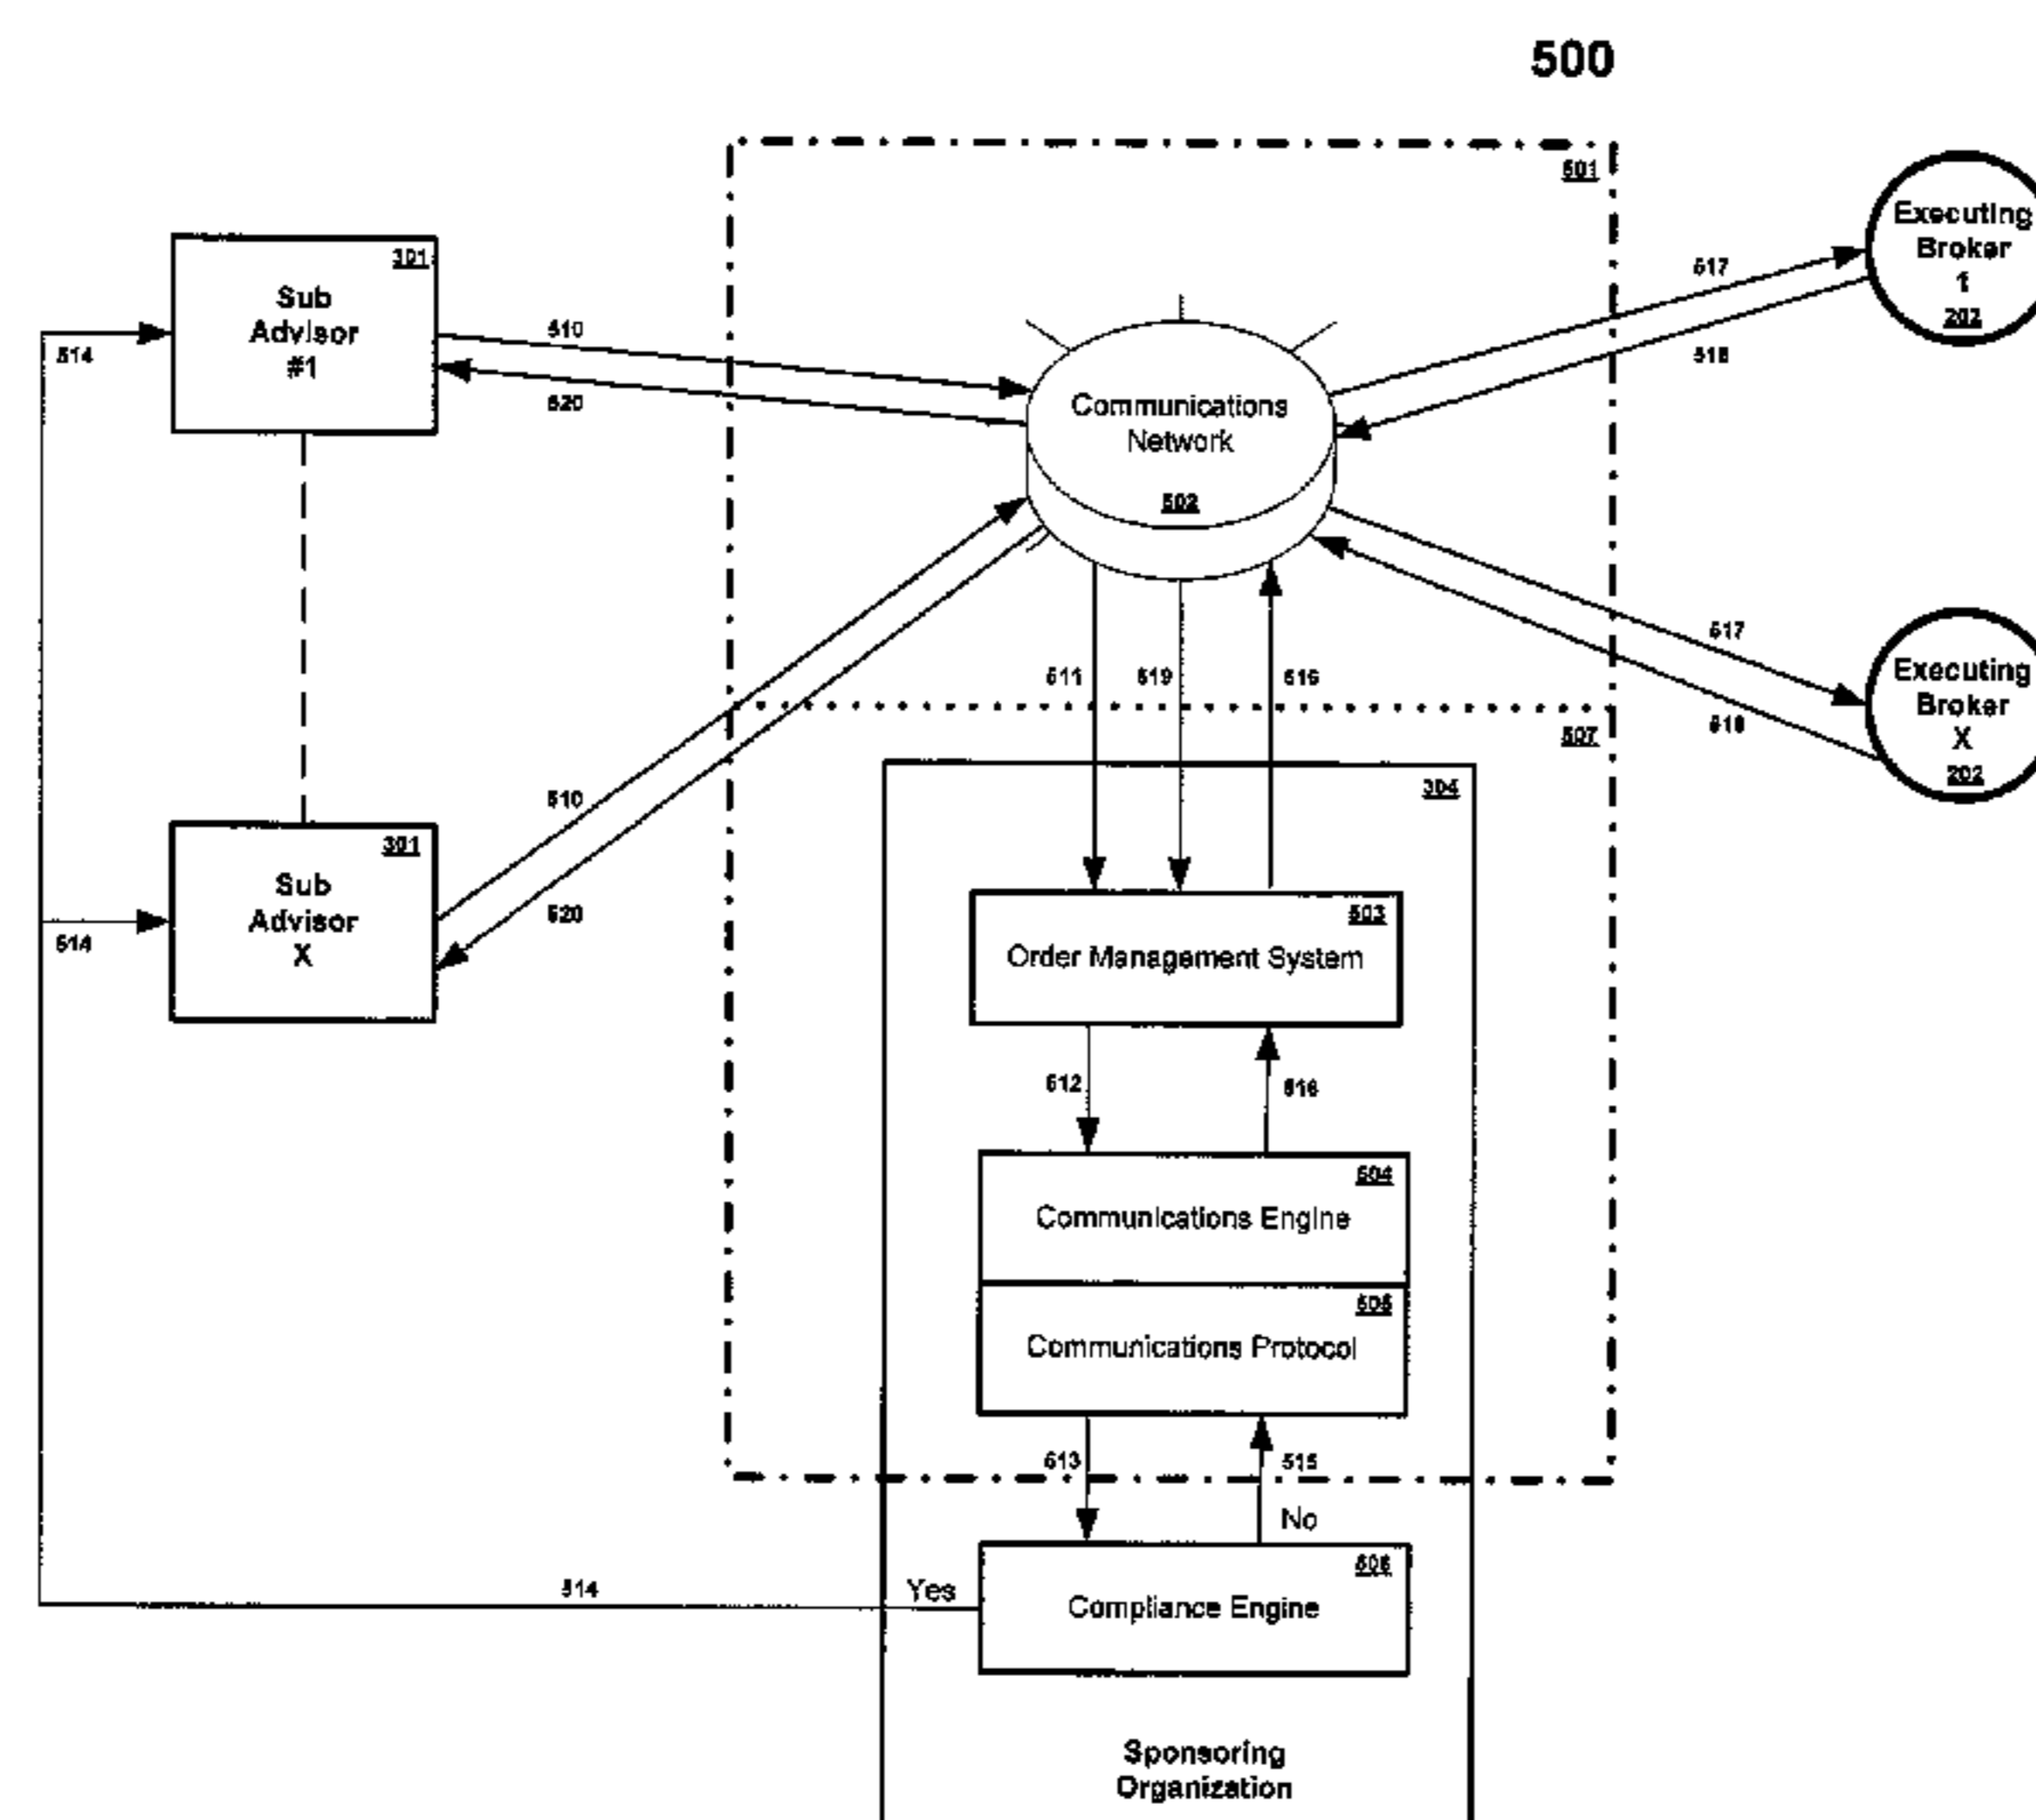 500
501
301
Sub
Advisor
#1
514
510
520
Communications
Network
502
517
518
Executing
Broker
1
202
511
519
516
517
518
507
Executing
Broker
X
202
304
301
Sub
Advisor
X
514
510
520
503
Order Management System
512
516
504
Communications Engine
505
Communications Protocol
513
515
No
506
Compliance Engine
Yes
514
Sponsoring
Organization